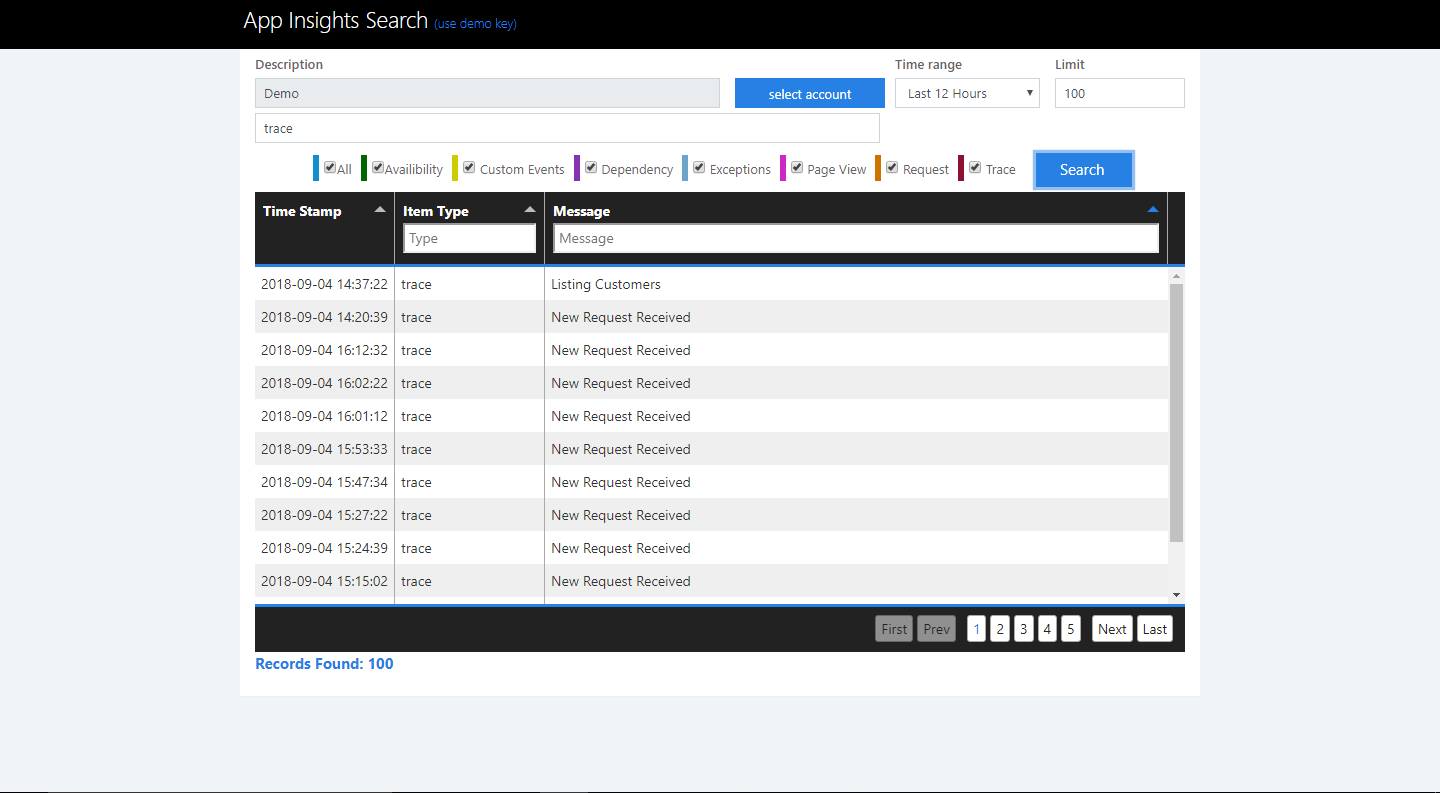 App Insights Search (use demo key)
Description Time range Limit
Demo select account Last 12 Hours 100
trace
All Availibility Custom Events Dependency Exceptions Page View Request Trace Search
Time Stamp Item Type Message
Type Message
2018-09-04 14:37:22 trace Listing Customers
2018-09-04 14:20:39 trace New Request Received
2018-09-04 16:12:32 trace New Request Received
2018-09-04 16:02:22 trace New Request Received
2018-09-04 16:01:12 trace New Request Received
2018-09-04 15:53:33 trace New Request Received
2018-09-04 15:47:34 trace New Request Received
2018-09-04 15:27:22 trace New Request Received
2018-09-04 15:24:39 trace New Request Received
2018-09-04 15:15:02 trace New Request Received
First Prev 1 2 3 4 5 Next Last
Records Found: 100